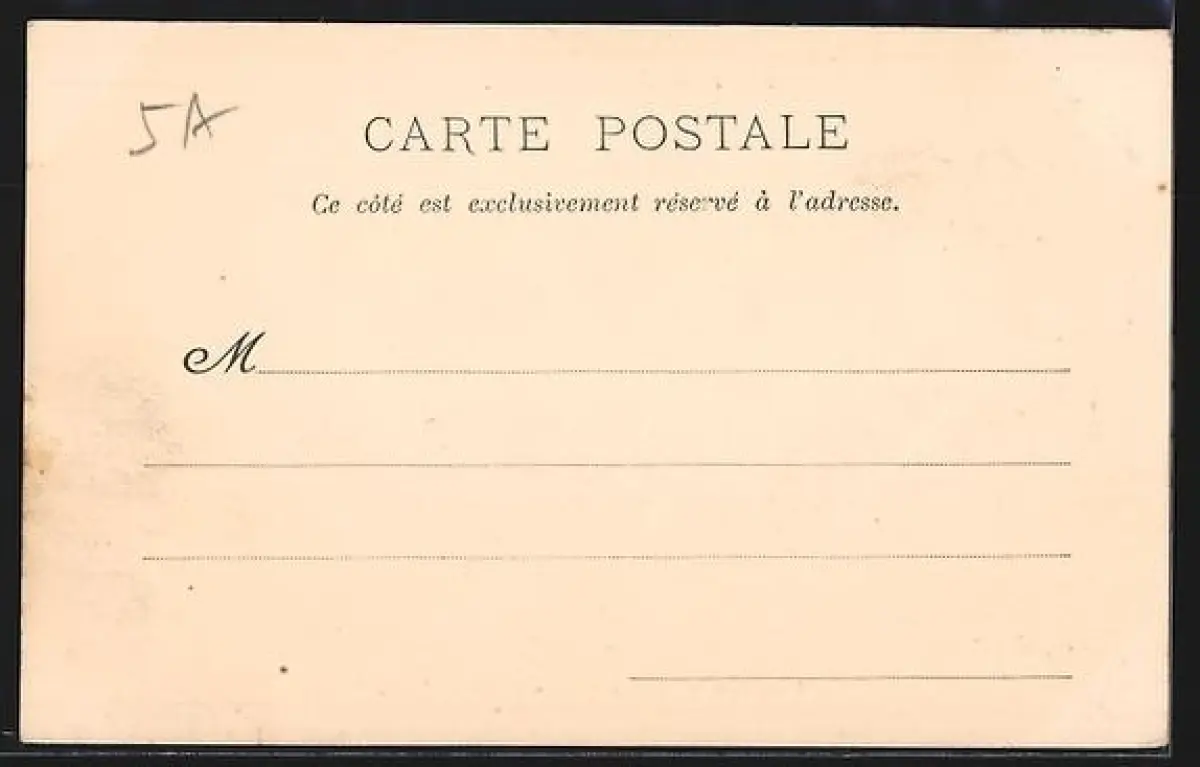 5A
CARTE POSTALE
Ce côté est exclusivement réservé à l'adresse.
M